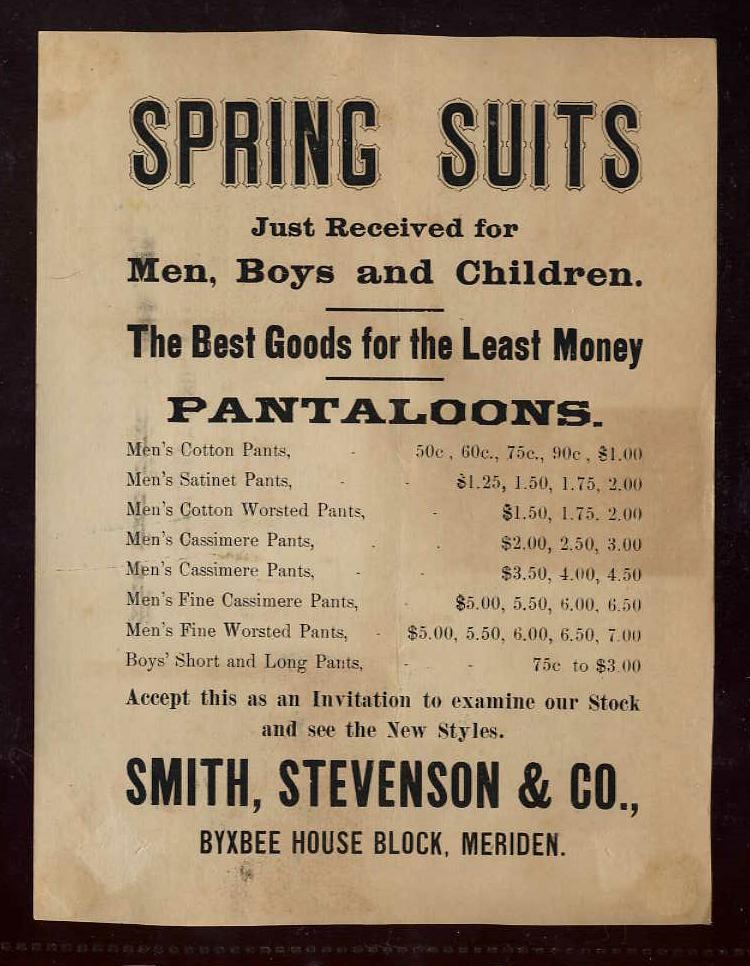 SPRING SUITS
Just Received for
Men, Boys and Children.
The Best Goods for the Least Money
PANTALOONS.
Men's Cotton Pants, - 50c , 60c., 75c., 90c , $1.00
Men's Satinet Pants, - - $1.25, 1.50, 1.75, 2.00
Men's Cotton Worsted Pants, - $1.50, 1.75. 2.00
Men's Cassimere Pants, - - $2.00, 2.50, 3.00
Men's Cassimere Pants, - - $3.50, 4.00, 4.50
Men's Fine Cassimere Pants, - $5.00, 5.50, 6.00, 6.50
Men's Fine Worsted Pants, - $5.00, 5.50, 6.00, 6.50, 7.00
Boys' Short and Long Pants, - - - 75c to $3.00
Accept this as an Invitation to examine our Stock
and see the New Styles.
SMITH, STEVENSON & CO.,
BYXBEE HOUSE BLOCK, MERIDEN.